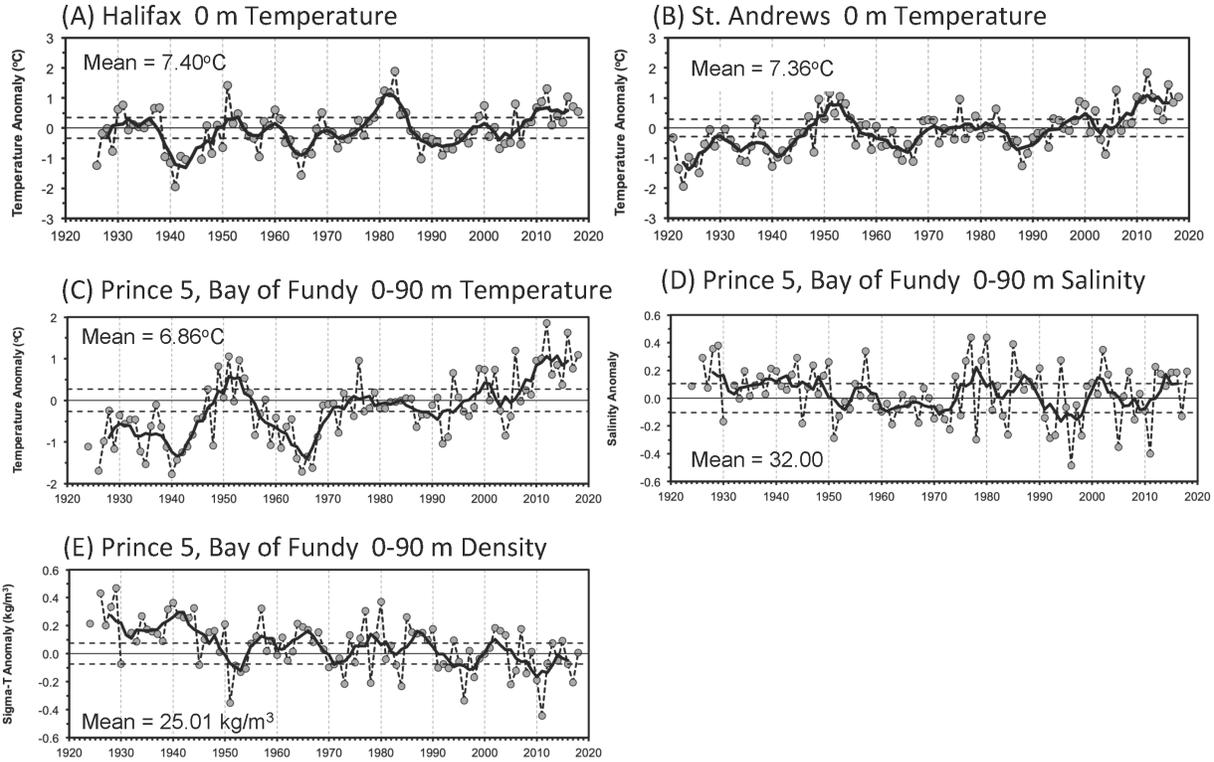 (A) Halifax 0 m Temperature
Temperature Anomaly (ºC)
3
2
1
0
-1
-2
-3
Mean = 7.40ºC
1920 1930 1940 1950 1960 1970 1980 1990 2000 2010 2020
(B) St. Andrews 0 m Temperature
Temperature Anomaly (ºC)
3
2
1
0
-1
-2
-3
Mean = 7.36ºC
1920 1930 1940 1950 1960 1970 1980 1990 2000 2010 2020
(C) Prince 5, Bay of Fundy 0-90 m Temperature
Temperature Anomaly (ºC)
2
1
0
-1
-2
Mean = 6.86ºC
1920 1930 1940 1950 1960 1970 1980 1990 2000 2010 2020
(D) Prince 5, Bay of Fundy 0-90 m Salinity
Salinity Anomaly
0.6
0.4
0.2
0.0
-0.2
-0.4
-0.6
Mean = 32.00
1920 1930 1940 1950 1960 1970 1980 1990 2000 2010 2020
(E) Prince 5, Bay of Fundy 0-90 m Density
Sigma-T Anomaly (kg/m³)
0.6
0.4
0.2
0.0
-0.2
-0.4
-0.6
Mean = 25.01 kg/m³
1920 1930 1940 1950 1960 1970 1980 1990 2000 2010 2020